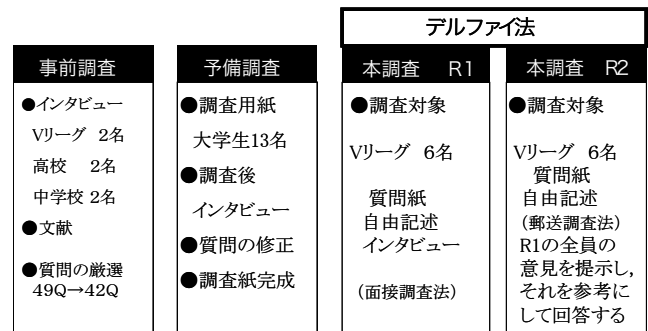 デルファイ法
事前調査
●インタビュー
Vリーグ 2名
高校 2名
中学校 2名
●文献
●質問の厳選
49Q→42Q
予備調査
●調査用紙
大学生13名
●調査後
インタビュー
●質問の修正
●調査紙完成
本調査 R1
●調査対象
Vリーグ 6名
質問紙
自由記述
インタビュー
(面接調査法)
本調査 R2
●調査対象
Vリーグ 6名
質問紙
自由記述
(郵送調査法)
R1の全員の
意見を提示し,
それを参考に
して回答する